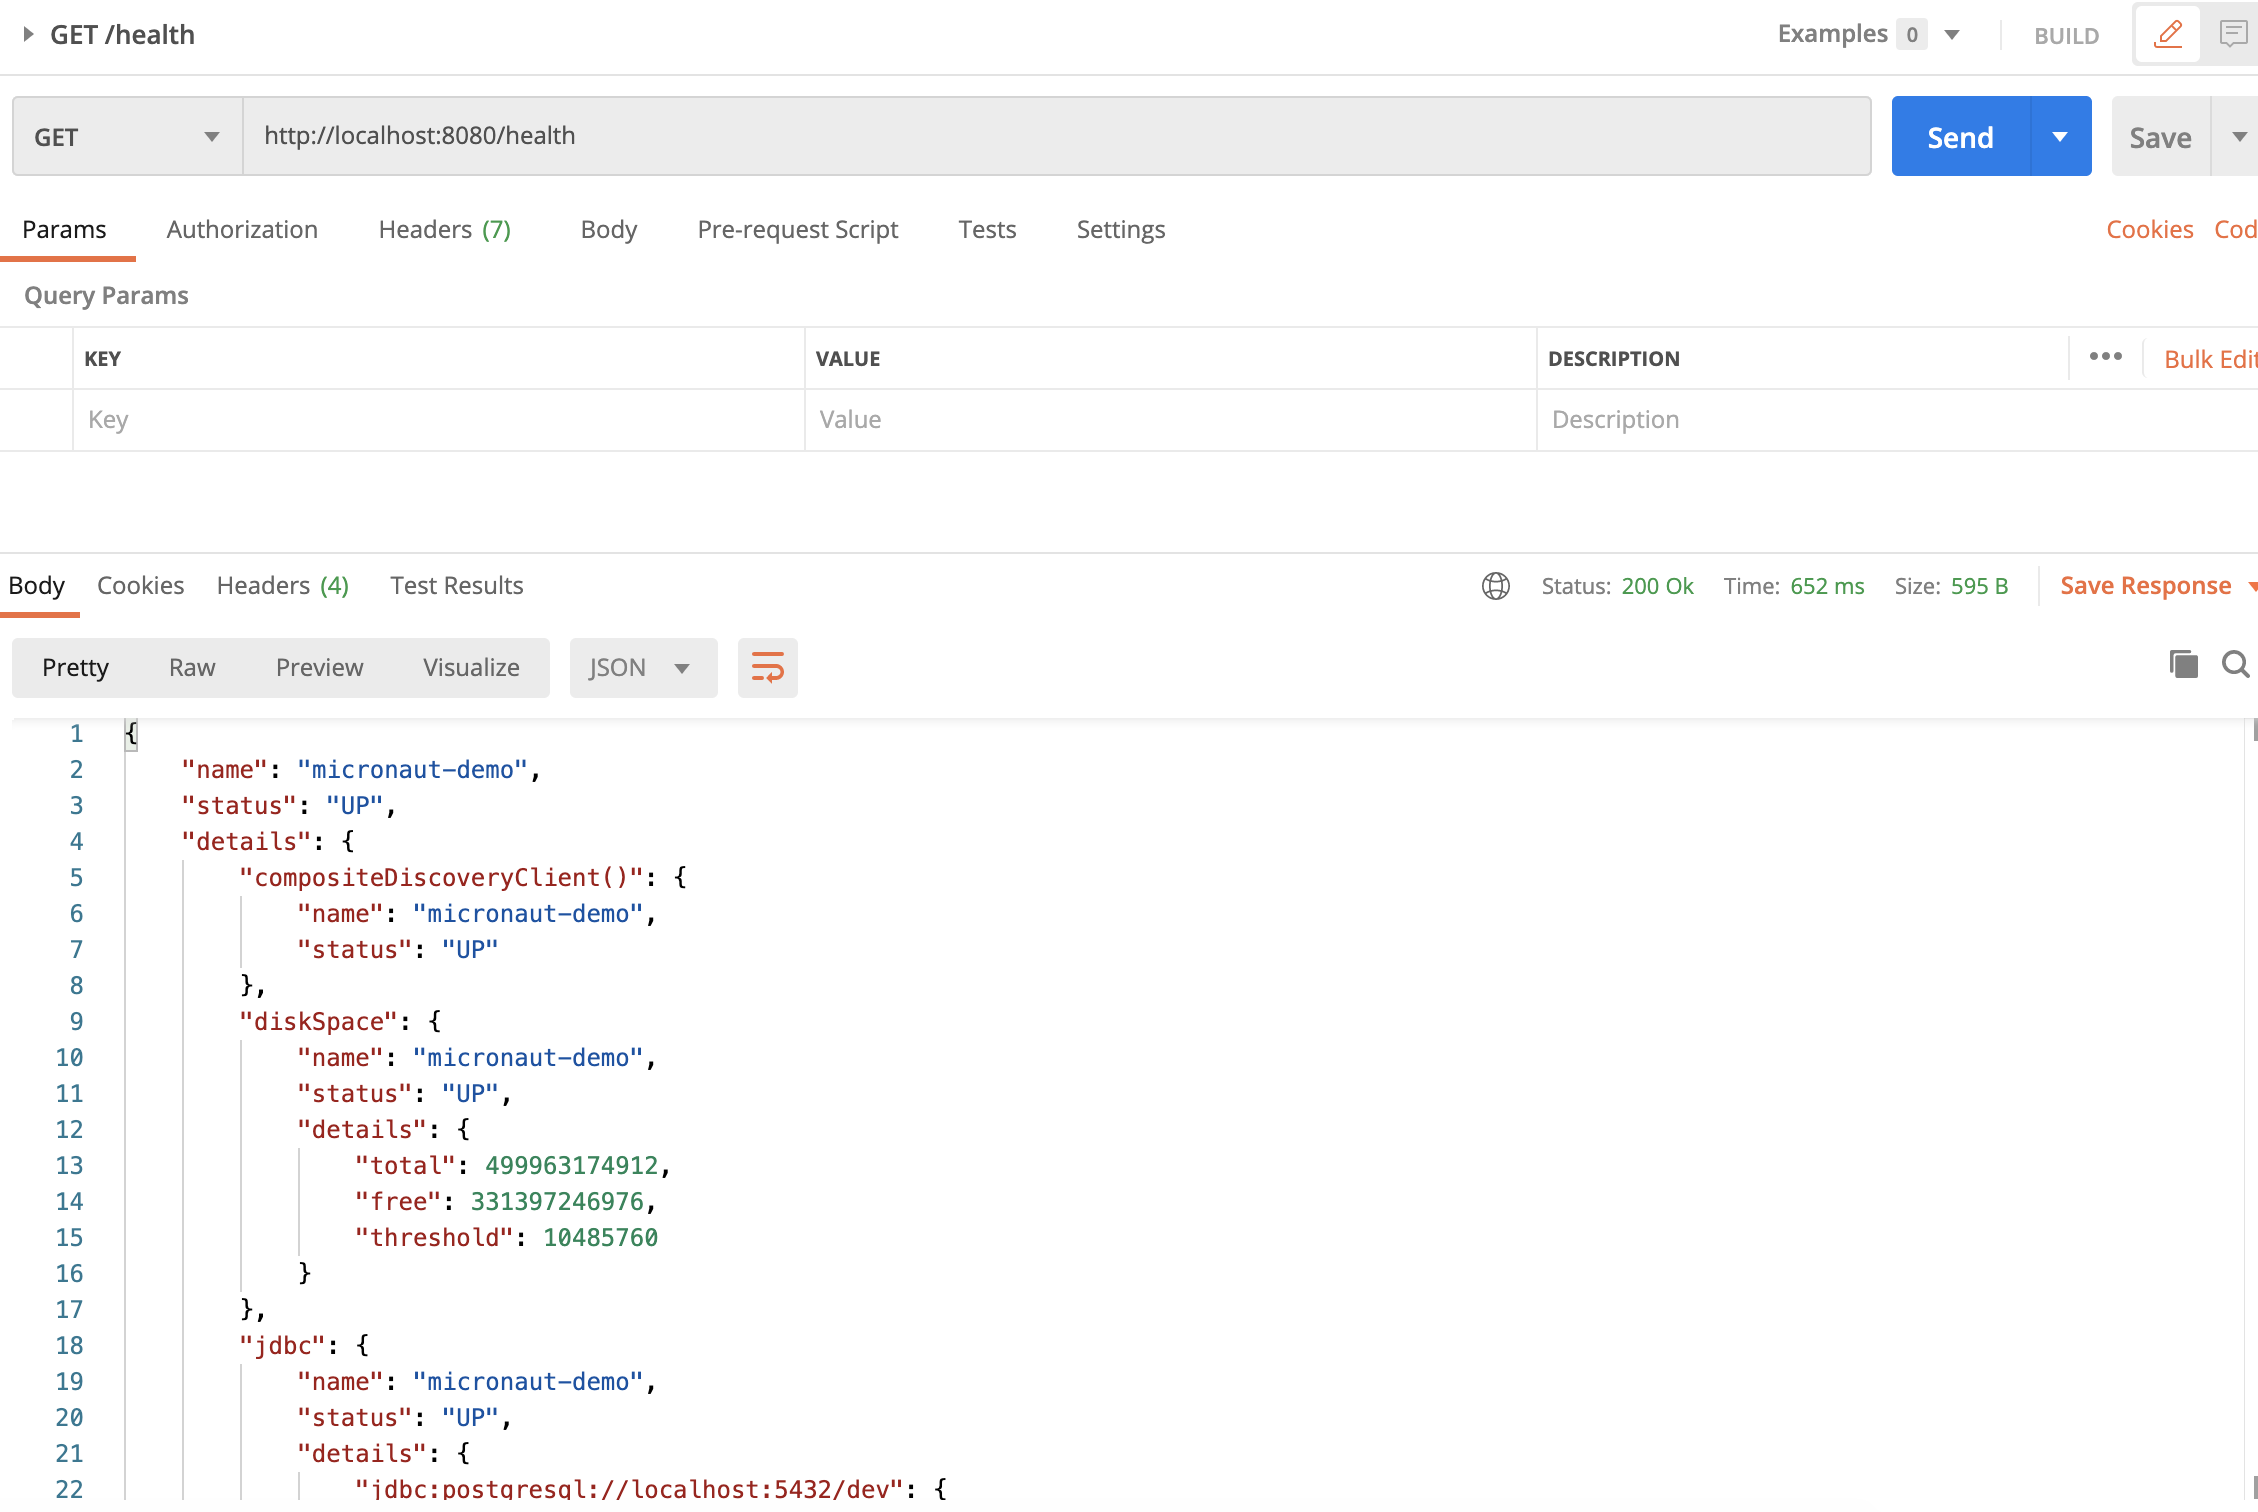 GET /health
Examples 0 BUILD
GET http://localhost:8080/health Send Save
Params Authorization Headers (7) Body Pre-request Script Tests Settings Cookies Cod
Query Params
KEY VALUE DESCRIPTION ••• Bulk Edit
Key Value Description
Body Cookies Headers (4) Test Results Status: 200 Ok Time: 652 ms Size: 595 B Save Response
Pretty Raw Preview Visualize JSON
1 {
2 "name": "micronaut-demo",
3 "status": "UP",
4 "details": {
5 "compositeDiscoveryClient()": {
6 "name": "micronaut-demo",
7 "status": "UP"
8 },
9 "diskSpace": {
10 "name": "micronaut-demo",
11 "status": "UP",
12 "details": {
13 "total": 499963174912,
14 "free": 331397246976,
15 "threshold": 10485760
16 }
17 },
18 "jdbc": {
19 "name": "micronaut-demo",
20 "status": "UP",
21 "details": {
22 "jdbc:postgresql://localhost:5432/dev": {